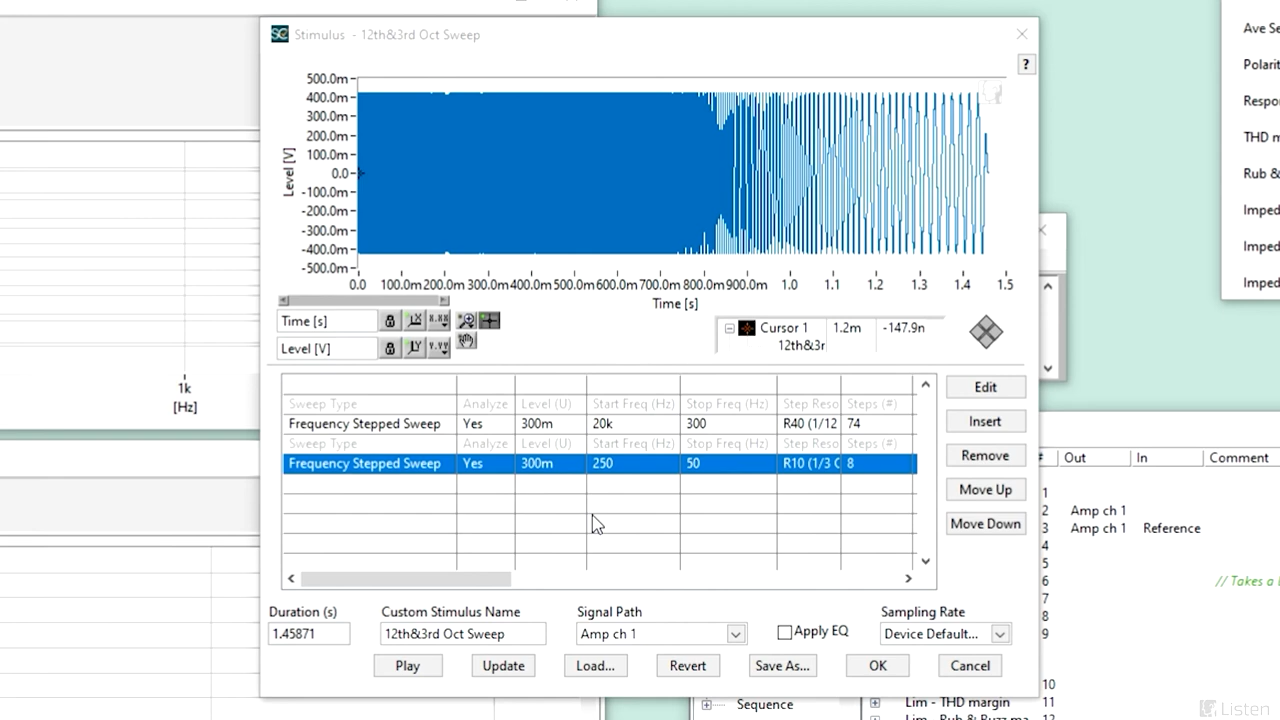 Stimulus - 12th&3rd Oct Sweep
?
500.0m
400.0m
300.0m
200.0m
100.0m
0.0
-100.0m
-200.0m
-300.0m
-400.0m
-500.0m
Level [V]
0.0 100.0m 200.0m 300.0m 400.0m 500.0m 600.0m 700.0m 800.0m 900.0m 1.0 1.1 1.2 1.3 1.4 1.5
Time [s]
Time [s]
Level [V]
Cursor 1 1.2m -147.9n
12th&3r
Sweep Type Analyze Level (U) Start Freq (Hz) Stop Freq (Hz) Step Reso Steps (#)
Frequency Stepped Sweep Yes 300m 20k 300 R40 (1/12 74
Sweep Type Analyze Level (U) Start Freq (Hz) Stop Freq (Hz) Step Reso Steps (#)
Frequency Stepped Sweep Yes 300m 250 50 R10 (1/3 O 8
Edit
Insert
Remove
Move Up
Move Down
Duration (s) Custom Stimulus Name Signal Path Sampling Rate
1.45871 12th&3rd Oct Sweep Amp ch 1 Apply EQ Device Default...
Play Update Load... Revert Save As... OK Cancel
1k
[Hz]
Ave Se
Polarit
Respo
THD m
Rub &
Imped
Imped
Imped
# Out In Comment
1
2 Amp ch 1
3 Amp ch 1 Reference
4
5
6 // Takes a
7
8
9
10
Sequence Lim - THD margin 11
Lim - Rub & Buzz ma 12
Listen